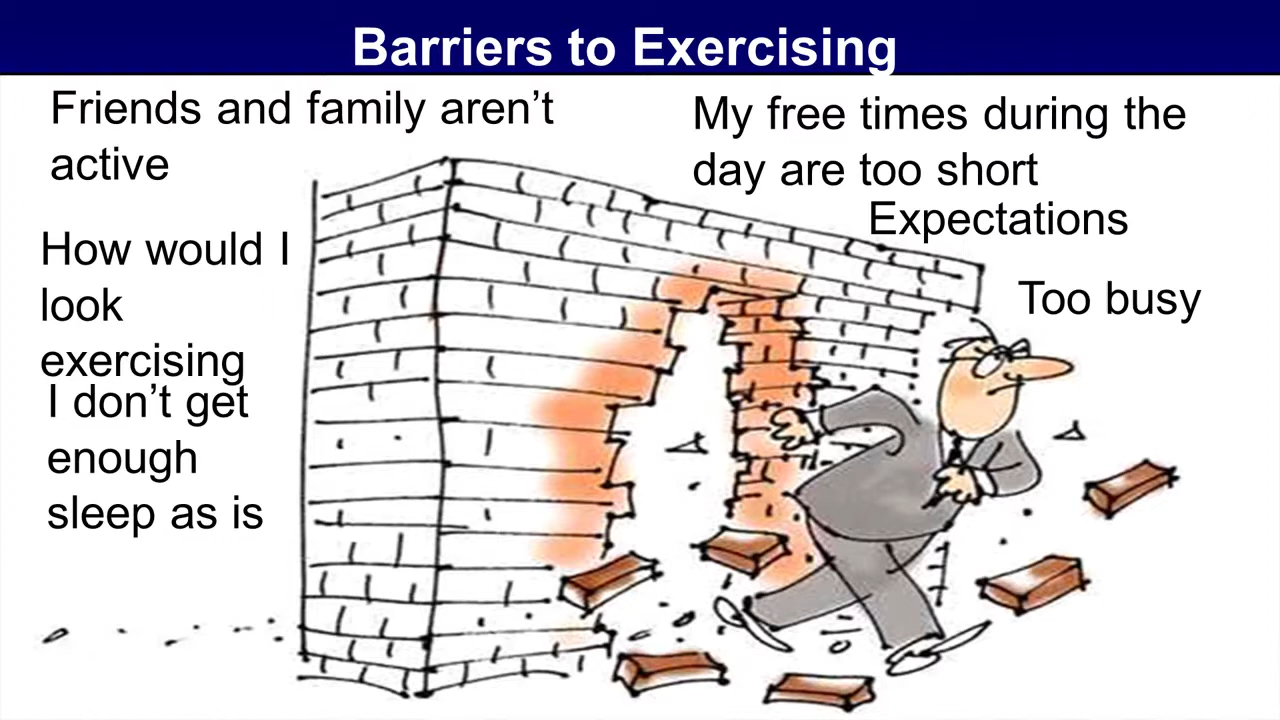 Barriers to Exercising
Friends and family aren’t
active
My free times during the
day are too short
Expectations
Too busy
How would I
look
exercising
I don’t get
enough
sleep as is